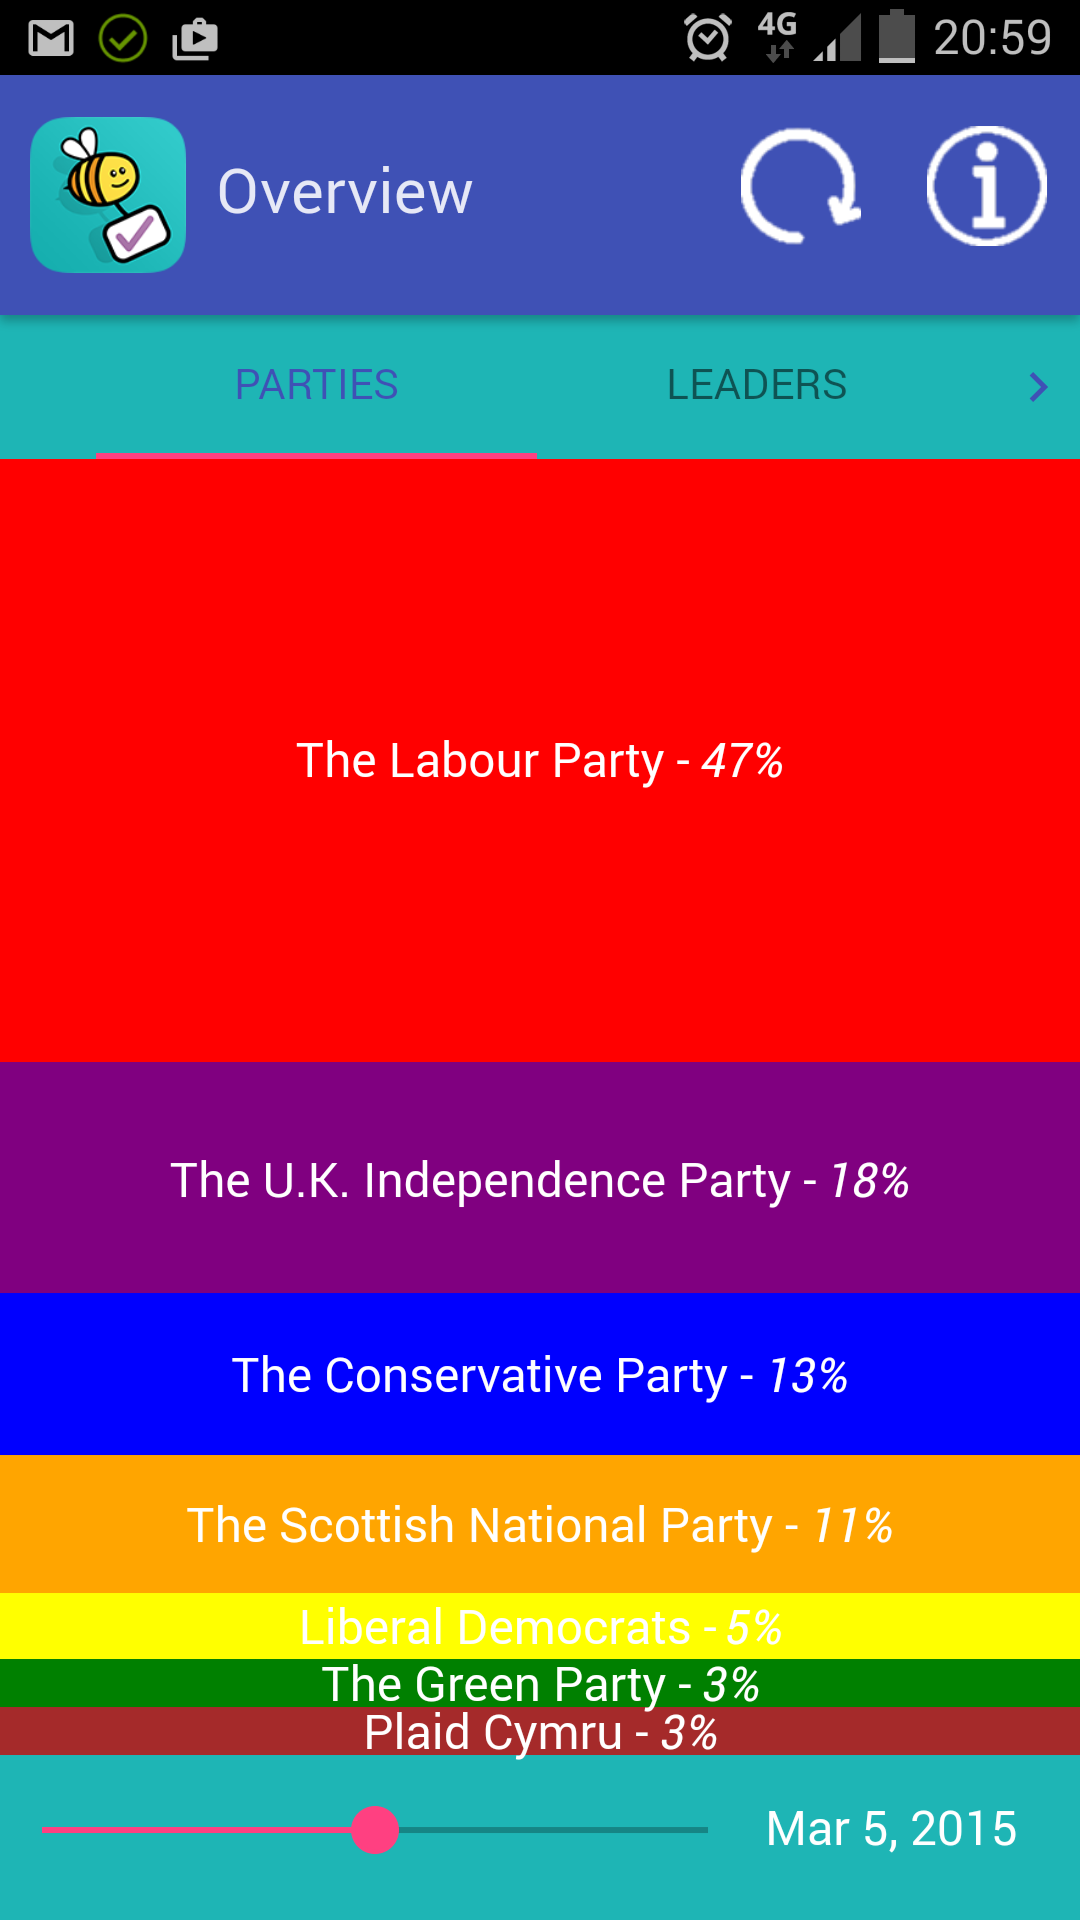 4G
20:59
Overview
PARTIES
LEADERS
The Labour Party - 47%
The U.K. Independence Party - 18%
The Conservative Party - 13%
The Scottish National Party - 11%
Liberal Democrats - 5%
The Green Party - 3%
Plaid Cymru - 3%
Mar 5, 2015